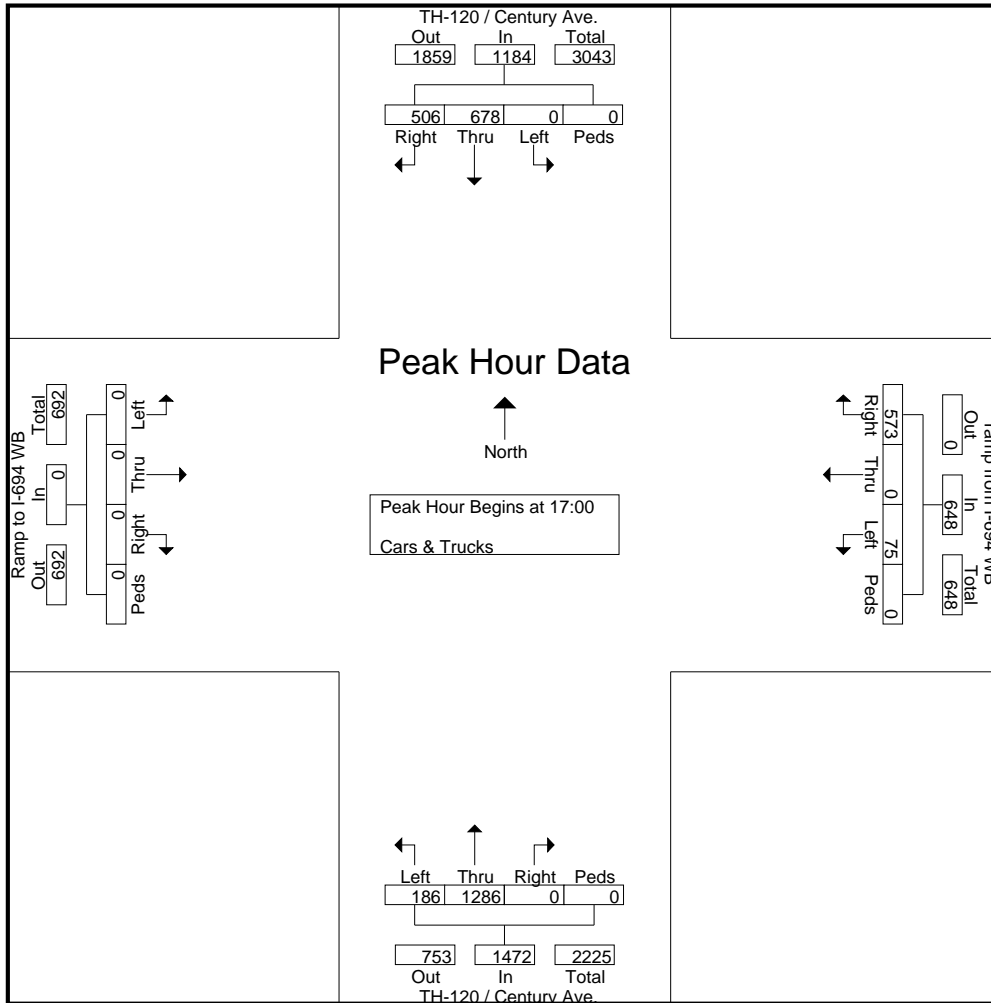 TH-120 / Century Ave.
Out In Total
1859 1184 3043
506 678 0 0
Right Thru Left Peds
Peak Hour Data
North
Peak Hour Begins at 17:00
Cars & Trucks
Ramp to I-694 WB
Out In Total
692 0 692
0 0 0 0
Peds Right Thru Left
ramp from I-694 WB
Out In Total
0 648 648
573 0 75 0
Right Thru Left Peds
Left Thru Right Peds
186 1286 0 0
753 1472 2225
Out In Total
TH-120 / Century Ave.